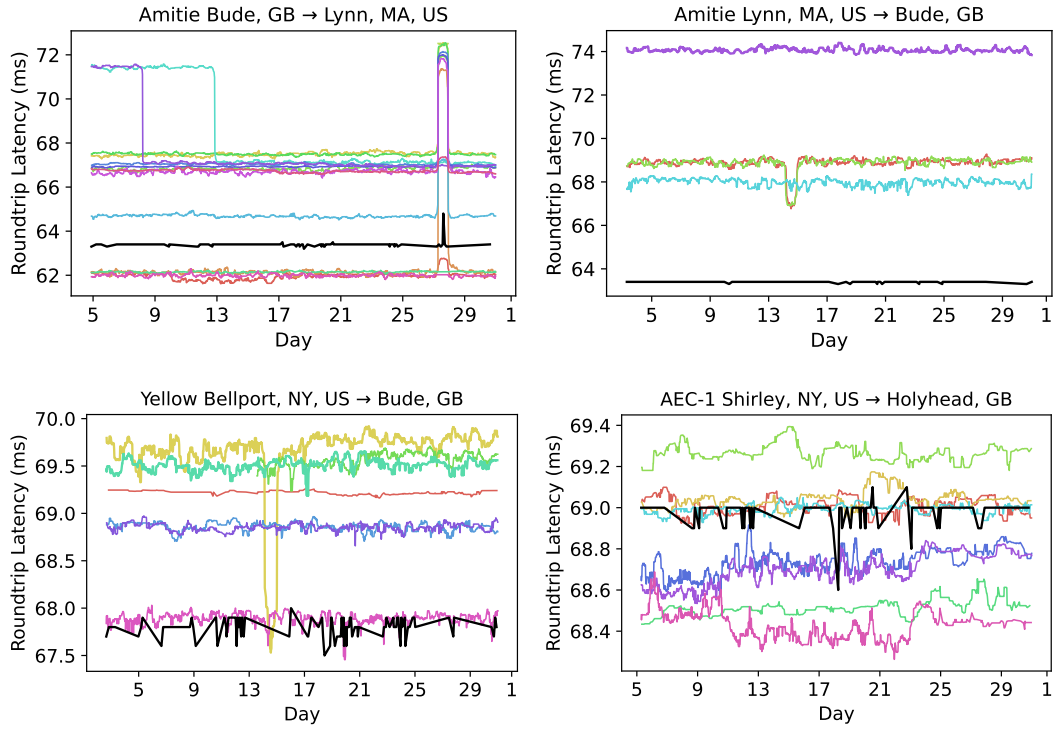 Amitie Bude, GB → Lynn, MA, US
Roundtrip Latency (ms)
72
70
68
66
64
62
5 9 13 17 21 25 29 1
Day
Amitie Lynn, MA, US → Bude, GB
Roundtrip Latency (ms)
74
72
70
68
66
64
5 9 13 17 21 25 29 1
Day
Yellow Bellport, NY, US → Bude, GB
Roundtrip Latency (ms)
70.0
69.5
69.0
68.5
68.0
67.5
5 9 13 17 21 25 29 1
Day
AEC-1 Shirley, NY, US → Holyhead, GB
Roundtrip Latency (ms)
69.4
69.2
69.0
68.8
68.6
68.4
5 9 13 17 21 25 29 1
Day